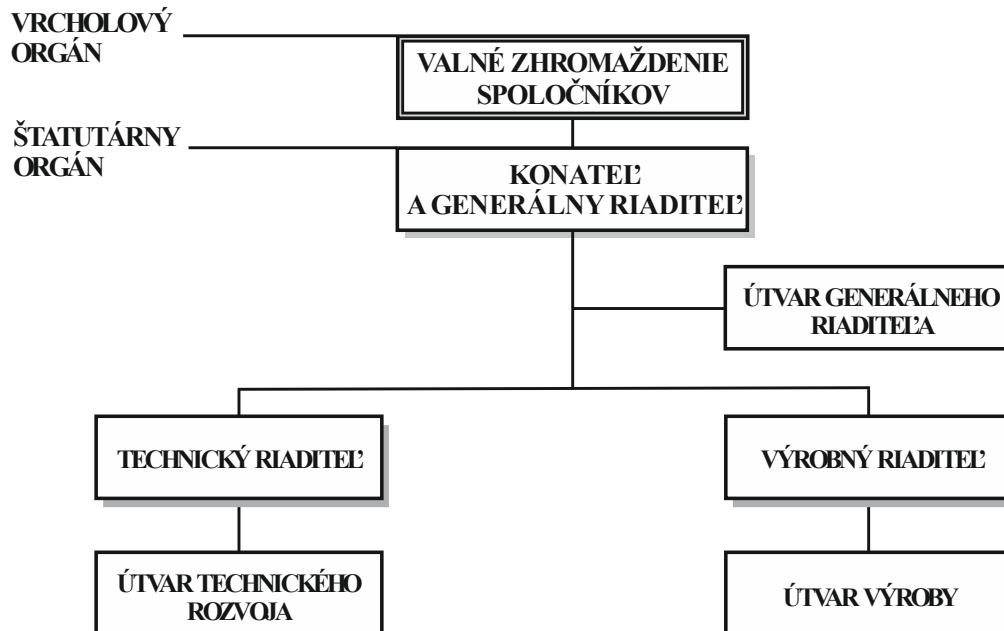 VRCHOLOVÝ
ORGÁN
VALNÉ ZHROMAŽDENIE
SPOLOČNÍKOV
ŠTATUTÁRNY
ORGÁN
KONATEĽ
A GENERÁLNY RIADITEĽ
ÚTVAR GENERÁLNEHO
RIADITEĽA
TECHNICKÝ RIADITEĽ
VÝROBNÝ RIADITEĽ
ÚTVAR TECHNICKÉHO
ROZVOJA
ÚTVAR VÝROBY